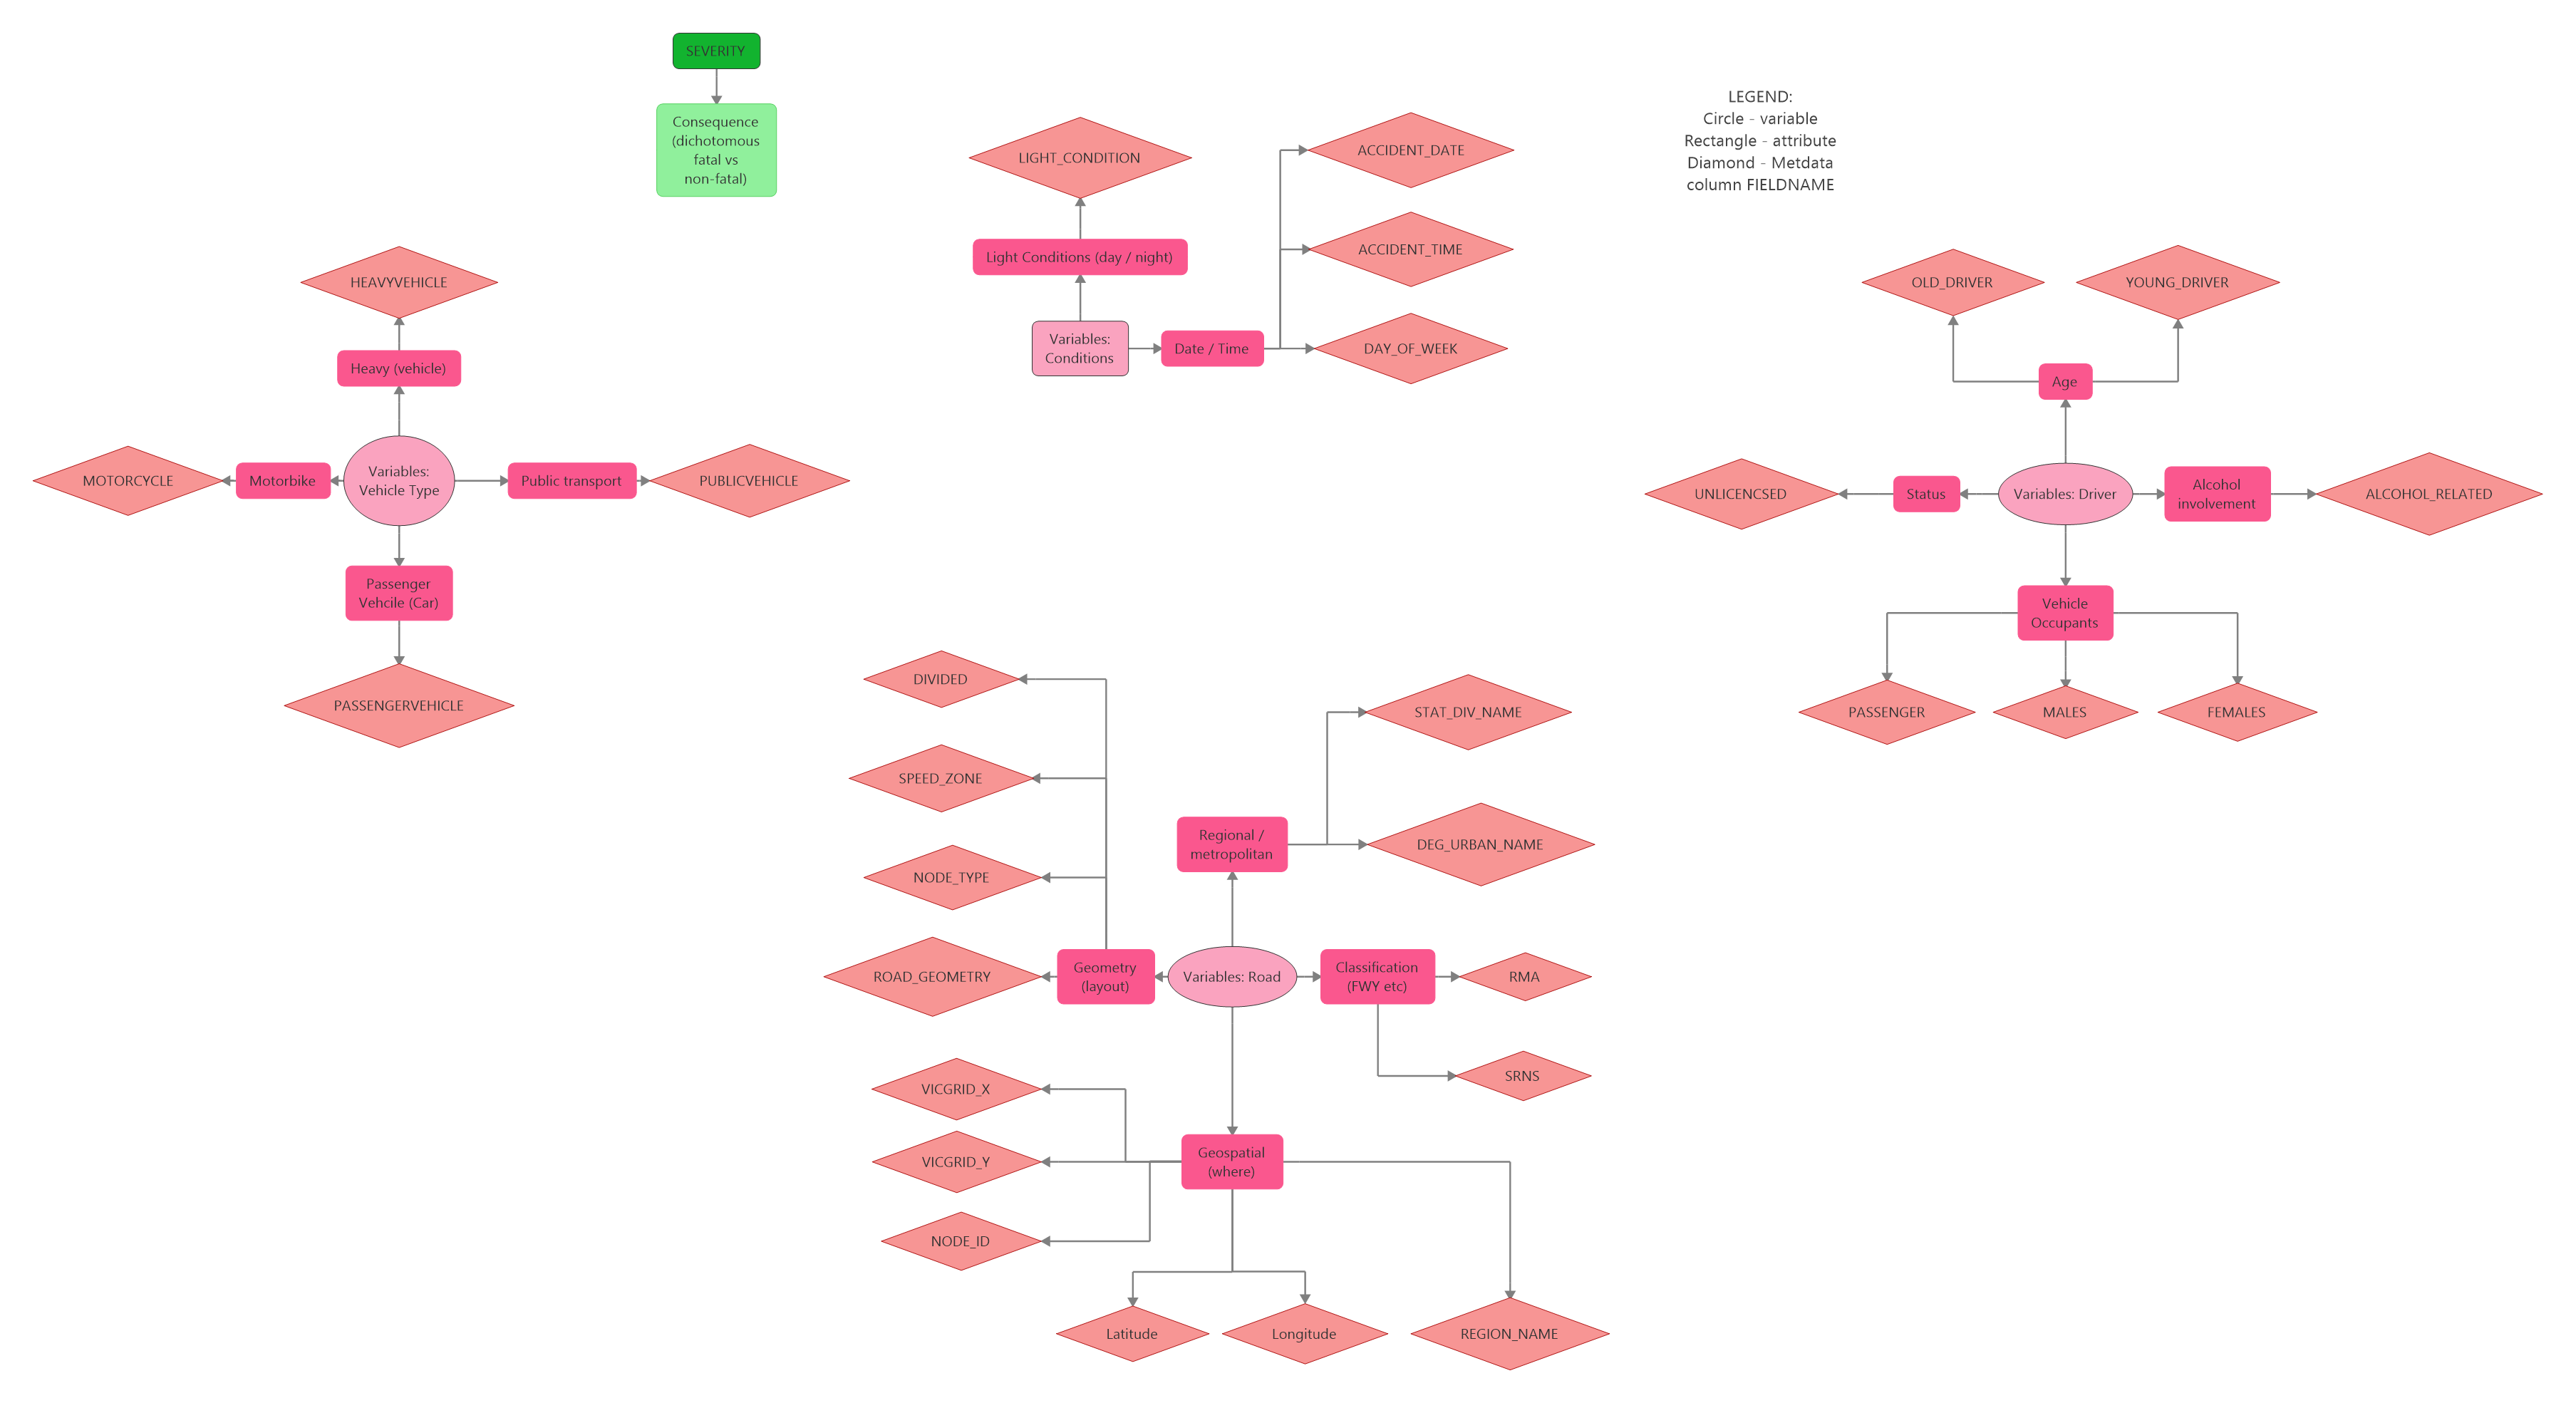 SEVERITY
Consequence
(dichotomous
fatal vs
non-fatal)
LEGEND:
Circle - variable
Rectangle - attribute
Diamond - Metdata
column FIELDNAME
LIGHT_CONDITION
ACCIDENT_DATE
Light Conditions (day / night)
ACCIDENT_TIME
Variables:
Conditions
Date / Time
DAY_OF_WEEK
HEAVYVEHICLE
Heavy (vehicle)
MOTORCYCLE
Motorbike
Variables:
Vehicle Type
Public transport
PUBLICVEHICLE
Passenger
Vehcile (Car)
PASSENGERVEHICLE
OLD_DRIVER
YOUNG_DRIVER
Age
UNLICENCSED
Status
Variables: Driver
Alcohol
involvement
ALCOHOL_RELATED
Vehicle
Occupants
PASSENGER
MALES
FEMALES
DIVIDED
STAT_DIV_NAME
SPEED_ZONE
Regional /
metropolitan
DEG_URBAN_NAME
NODE_TYPE
ROAD_GEOMETRY
Geometry
(layout)
Variables: Road
Classification
(FWY etc)
RMA
SRNS
VICGRID_X
VICGRID_Y
Geospatial
(where)
NODE_ID
Latitude
Longitude
REGION_NAME